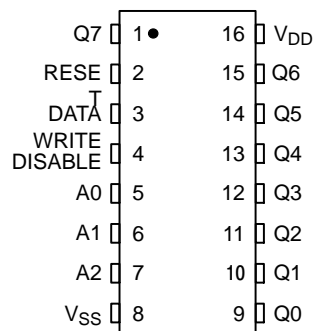 Q7 1 16 VDD
RESE 2 15 Q6
T
DATA 3 14 Q5
WRITE
DISABLE 4 13 Q4
A0 5 12 Q3
A1 6 11 Q2
A2 7 10 Q1
VSS 8 9 Q0